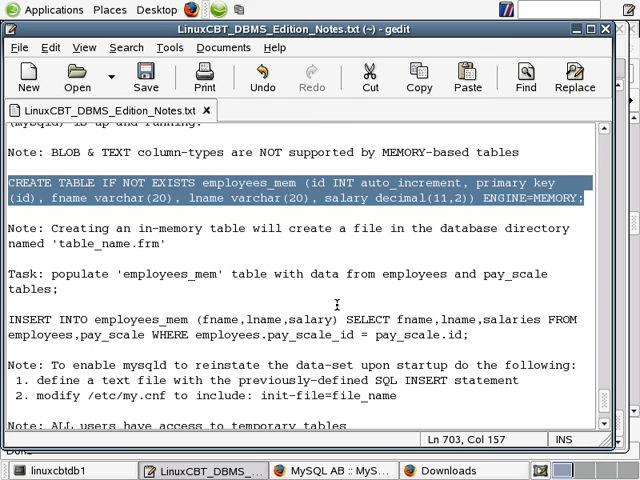 Applications Places Desktop
LinuxCBT_DBMS_Edition_Notes.txt (~) - gedit
File Edit View Search Tools Documents Help
New Open Save Print Undo Redo Cut Copy Paste Find Replace
LinuxCBT_DBMS_Edition_Notes.txt
(mysqld) is up and running.
Note: BLOB & TEXT column-types are NOT supported by MEMORY-based tables
CREATE TABLE IF NOT EXISTS employees_mem (id INT auto_increment, primary key
(id), fname varchar(20), lname varchar(20), salary decimal(11,2)) ENGINE=MEMORY;
Note: Creating an in-memory table will create a file in the database directory
named 'table_name.frm'
Task: populate 'employees_mem' table with data from employees and pay_scale
tables;
INSERT INTO employees_mem (fname,lname,salary) SELECT fname,lname,salaries FROM
employees,pay_scale WHERE employees.pay_scale_id = pay_scale.id;
Note: To enable mysqld to reinstate the data-set upon startup do the following:
1. define a text file with the previously-defined SQL INSERT statement
2. modify /etc/my.cnf to include: init-file=file_name
Note: ALL users have access to temporary tables
Ln 703, Col 157 INS
linuxcbtdb1 LinuxCBT_DBMS_... MySQL AB :: MyS... Downloads